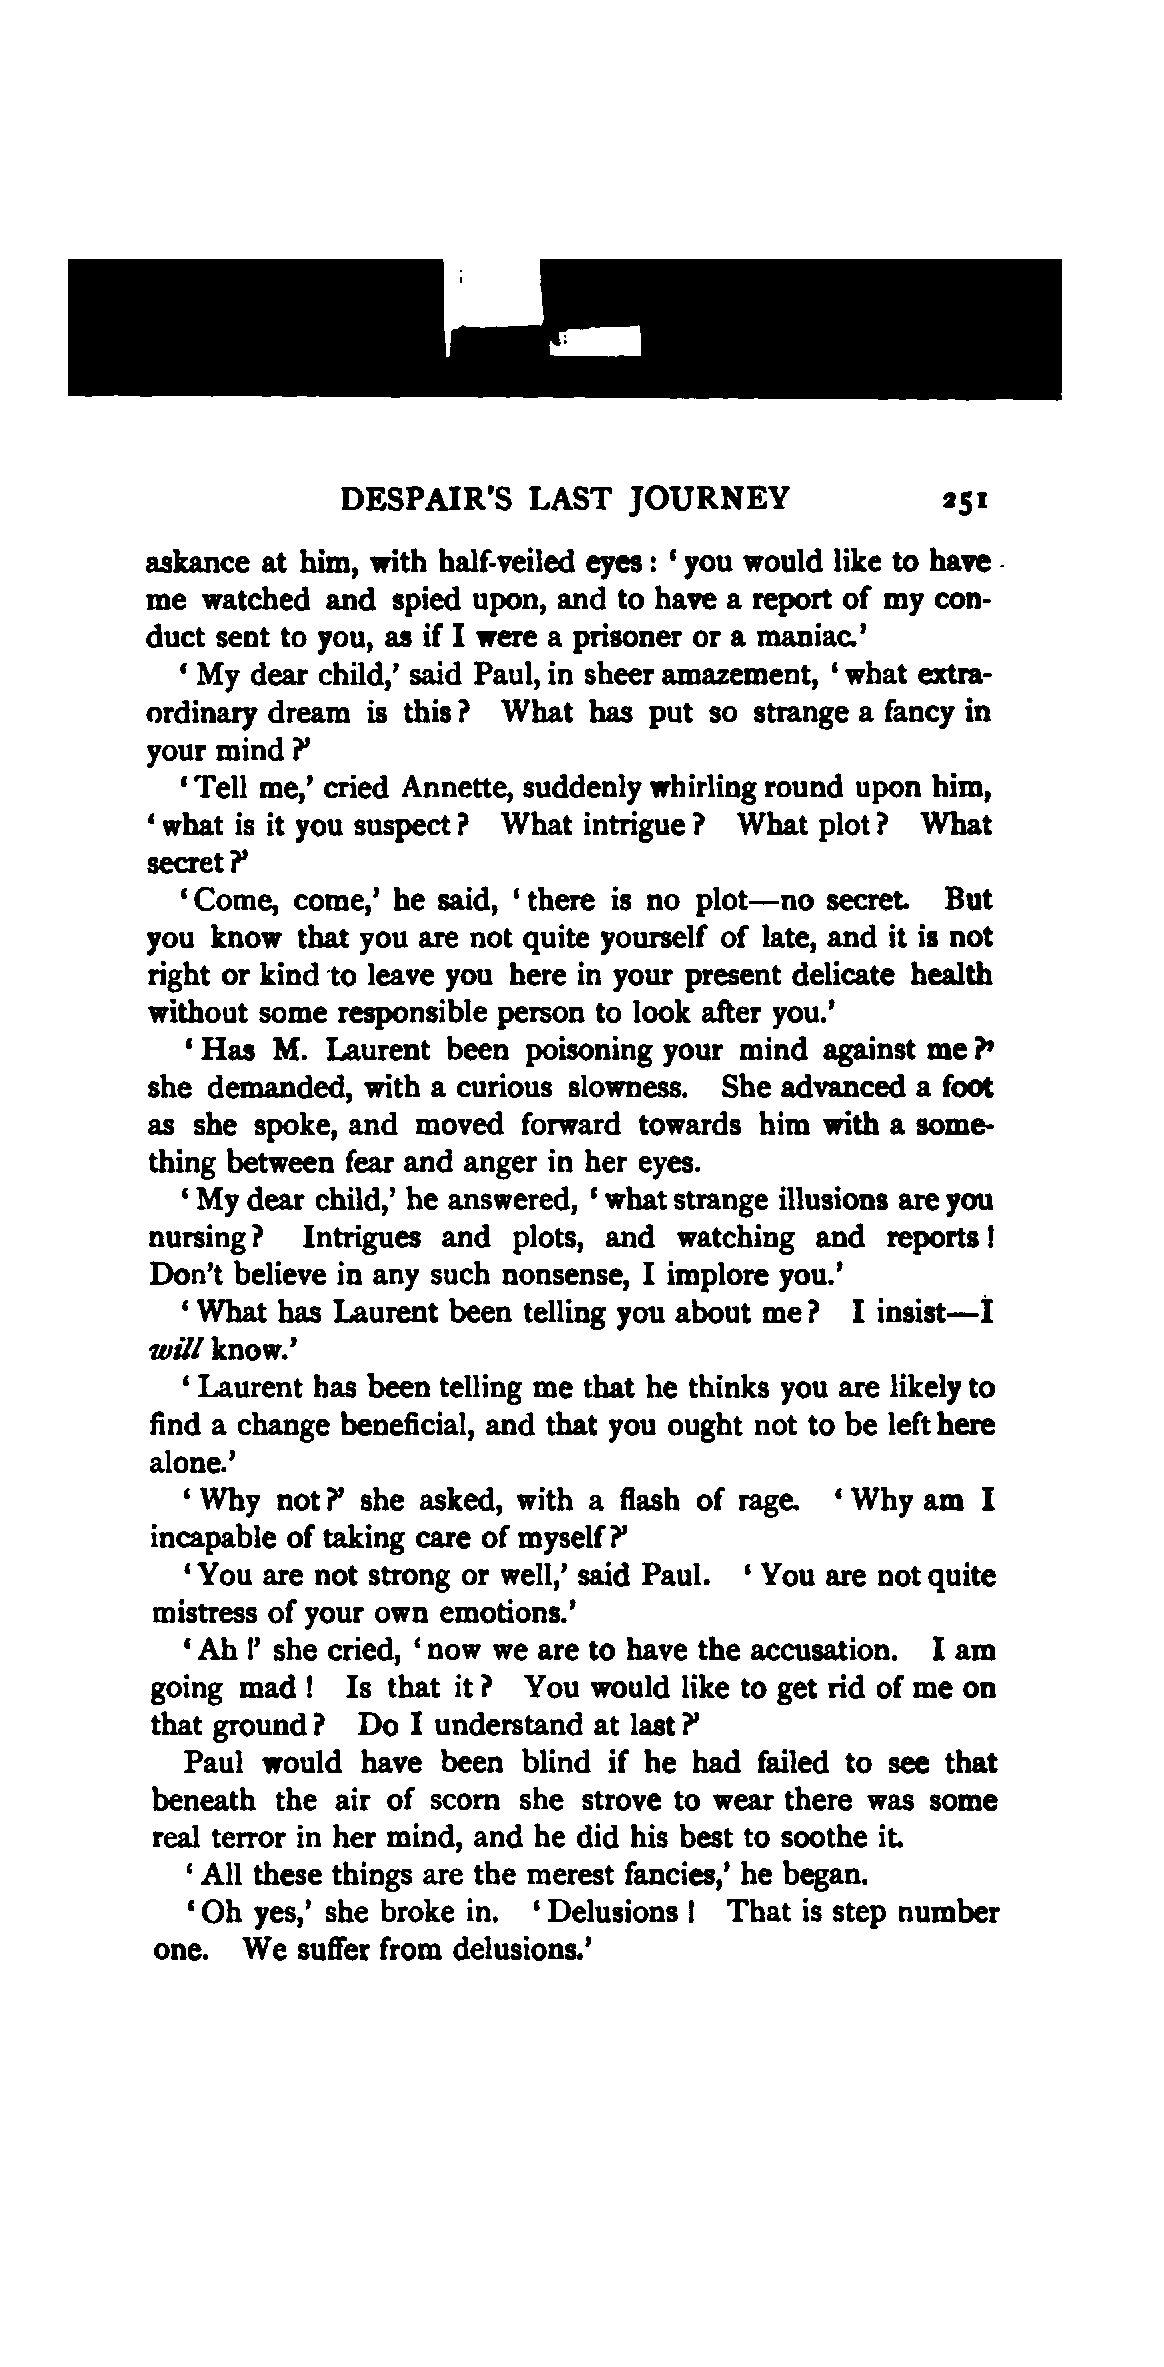 DESPAIR'S LAST JOURNEY 251
askance at him, with half-veiled eyes: 'you would like to have
me watched and spied upon, and to have a report of my con-
duct sent to you, as if I were a prisoner or a maniac.'
'My dear child,' said Paul, in sheer amazement, 'what extra-
ordinary dream is this? What has put so strange a fancy in
your mind?'
'Tell me,' cried Annette, suddenly whirling round upon him,
'what is it you suspect? What intrigue? What plot? What
secret?'
'Come, come,' he said, 'there is no plot—no secret. But
you know that you are not quite yourself of late, and it is not
right or kind to leave you here in your present delicate health
without some responsible person to look after you.'
'Has M. Laurent been poisoning your mind against me?'
she demanded, with a curious slowness. She advanced a foot
as she spoke, and moved forward towards him with a some-
thing between fear and anger in her eyes.
'My dear child,' he answered, 'what strange illusions are you
nursing? Intrigues and plots, and watching and reports!
Don't believe in any such nonsense, I implore you.'
'What has Laurent been telling you about me? I insist—I
will know.'
'Laurent has been telling me that he thinks you are likely to
find a change beneficial, and that you ought not to be left here
alone.'
'Why not?' she asked, with a flash of rage. 'Why am I
incapable of taking care of myself?'
'You are not strong or well,' said Paul. 'You are not quite
mistress of your own emotions.'
'Ah!' she cried, 'now we are to have the accusation. I am
going mad! Is that it? You would like to get rid of me on
that ground? Do I understand at last?'
Paul would have been blind if he had failed to see that
beneath the air of scorn she strove to wear there was some
real terror in her mind, and he did his best to soothe it.
'All these things are the merest fancies,' he began.
'Oh yes,' she broke in. 'Delusions! That is step number
one. We suffer from delusions.'